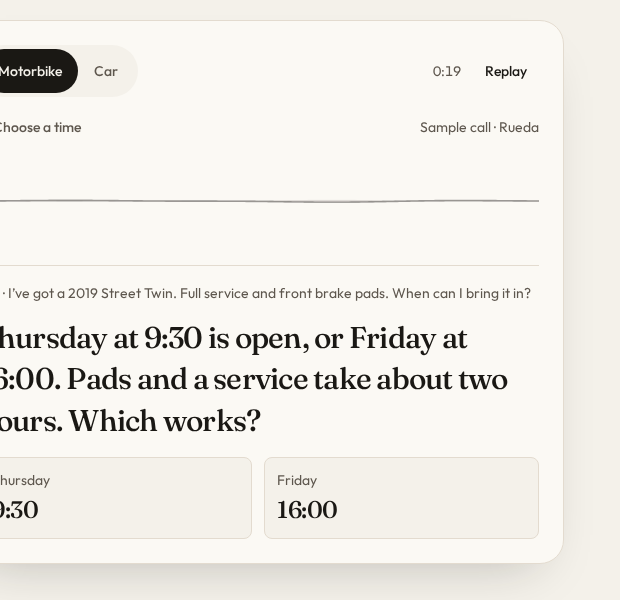 Motorbike Car 0:19 Replay
Choose a time Sample call · Rueda
· I've got a 2019 Street Twin. Full service and front brake pads. When can I bring it in?
hursday at 9:30 is open, or Friday at
6:00. Pads and a service take about two
ours. Which works?
hursday Friday
9:30 16:00